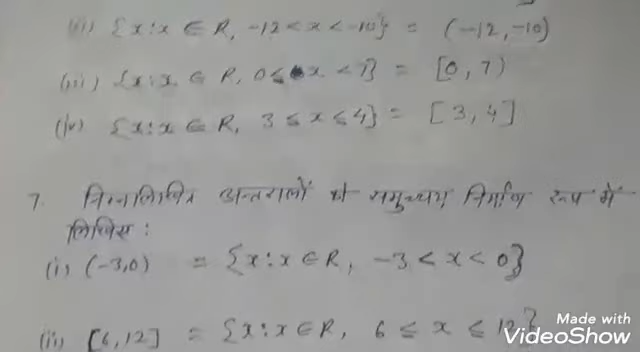 (ii) {x:x ∈ R, -12 < x < -10} = (-12, -10)
(iii) {x:x ∈ R, 0 ≤ x < 7} = [0, 7)
(iv) {x:x ∈ R, 3 ≤ x ≤ 4} = [3, 4]
7. निम्नलिखित अन्तरालों को समुच्चय निर्माण रूप में
लिखिए :
(i) (-3,0) = {x:x ∈ R, -3 < x < 0}
(ii) [6,12] = {x:x ∈ R, 6 ≤ x ≤ 12}
Made with
VideoShow